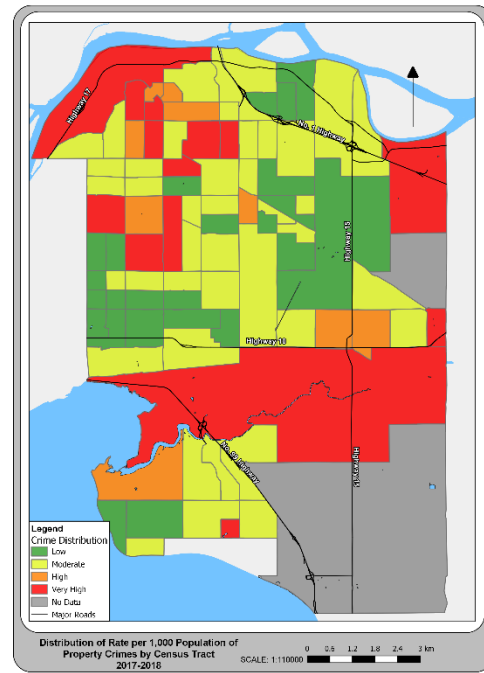 Highway 17
No. 1 Highway
Highway 15
Highway 10
No. 99 Highway
Highway 15
Legend
Crime Distribution
Low
Moderate
High
Very High
No Data
Major Roads
Distribution of Rate per 1,000 Population of
Property Crimes by Census Tract
2017-2018
SCALE: 1:110000
0 0.6 1.2 1.8 2.4 3 km